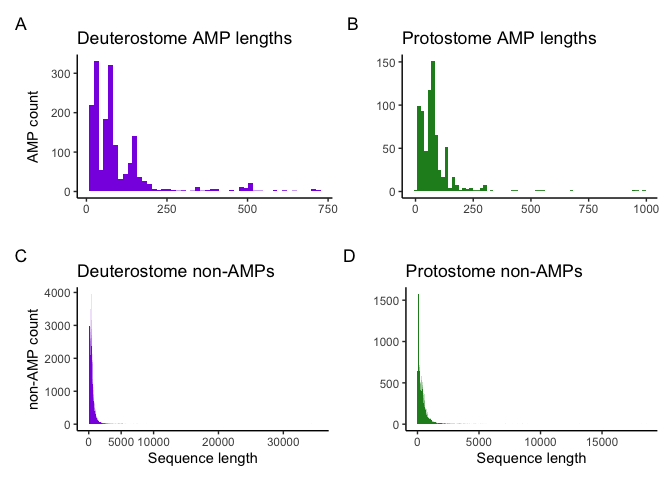 A
Deuterostome AMP lengths
AMP count
300
200
100
0
0 250 500 750
B
Protostome AMP lengths
150
100
50
0
0 250 500 750 1000
C
Deuterostome non-AMPs
non-AMP count
4000
3000
2000
1000
0
0 5000 10000 20000 30000
Sequence length
D
Protostome non-AMPs
1500
1000
500
0
0 5000 10000 15000
Sequence length